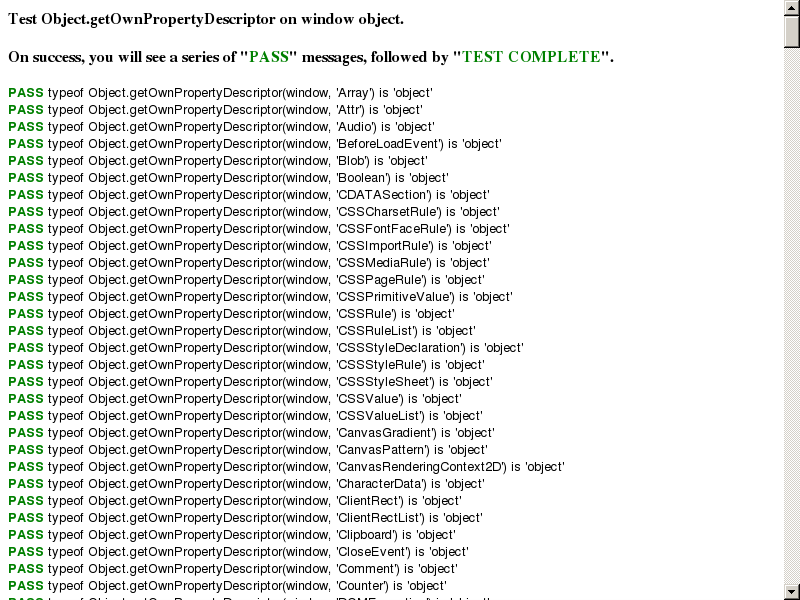 Test Object.getOwnPropertyDescriptor on window object.
On success, you will see a series of "PASS" messages, followed by "TEST COMPLETE".
PASS typeof Object.getOwnPropertyDescriptor(window, 'Array') is 'object'
PASS typeof Object.getOwnPropertyDescriptor(window, 'Attr') is 'object'
PASS typeof Object.getOwnPropertyDescriptor(window, 'Audio') is 'object'
PASS typeof Object.getOwnPropertyDescriptor(window, 'BeforeLoadEvent') is 'object'
PASS typeof Object.getOwnPropertyDescriptor(window, 'Blob') is 'object'
PASS typeof Object.getOwnPropertyDescriptor(window, 'Boolean') is 'object'
PASS typeof Object.getOwnPropertyDescriptor(window, 'CDATASection') is 'object'
PASS typeof Object.getOwnPropertyDescriptor(window, 'CSSCharsetRule') is 'object'
PASS typeof Object.getOwnPropertyDescriptor(window, 'CSSFontFaceRule') is 'object'
PASS typeof Object.getOwnPropertyDescriptor(window, 'CSSImportRule') is 'object'
PASS typeof Object.getOwnPropertyDescriptor(window, 'CSSMediaRule') is 'object'
PASS typeof Object.getOwnPropertyDescriptor(window, 'CSSPageRule') is 'object'
PASS typeof Object.getOwnPropertyDescriptor(window, 'CSSPrimitiveValue') is 'object'
PASS typeof Object.getOwnPropertyDescriptor(window, 'CSSRule') is 'object'
PASS typeof Object.getOwnPropertyDescriptor(window, 'CSSRuleList') is 'object'
PASS typeof Object.getOwnPropertyDescriptor(window, 'CSSStyleDeclaration') is 'object'
PASS typeof Object.getOwnPropertyDescriptor(window, 'CSSStyleRule') is 'object'
PASS typeof Object.getOwnPropertyDescriptor(window, 'CSSStyleSheet') is 'object'
PASS typeof Object.getOwnPropertyDescriptor(window, 'CSSValue') is 'object'
PASS typeof Object.getOwnPropertyDescriptor(window, 'CSSValueList') is 'object'
PASS typeof Object.getOwnPropertyDescriptor(window, 'CanvasGradient') is 'object'
PASS typeof Object.getOwnPropertyDescriptor(window, 'CanvasPattern') is 'object'
PASS typeof Object.getOwnPropertyDescriptor(window, 'CanvasRenderingContext2D') is 'object'
PASS typeof Object.getOwnPropertyDescriptor(window, 'CharacterData') is 'object'
PASS typeof Object.getOwnPropertyDescriptor(window, 'ClientRect') is 'object'
PASS typeof Object.getOwnPropertyDescriptor(window, 'ClientRectList') is 'object'
PASS typeof Object.getOwnPropertyDescriptor(window, 'Clipboard') is 'object'
PASS typeof Object.getOwnPropertyDescriptor(window, 'CloseEvent') is 'object'
PASS typeof Object.getOwnPropertyDescriptor(window, 'Comment') is 'object'
PASS typeof Object.getOwnPropertyDescriptor(window, 'Counter') is 'object'